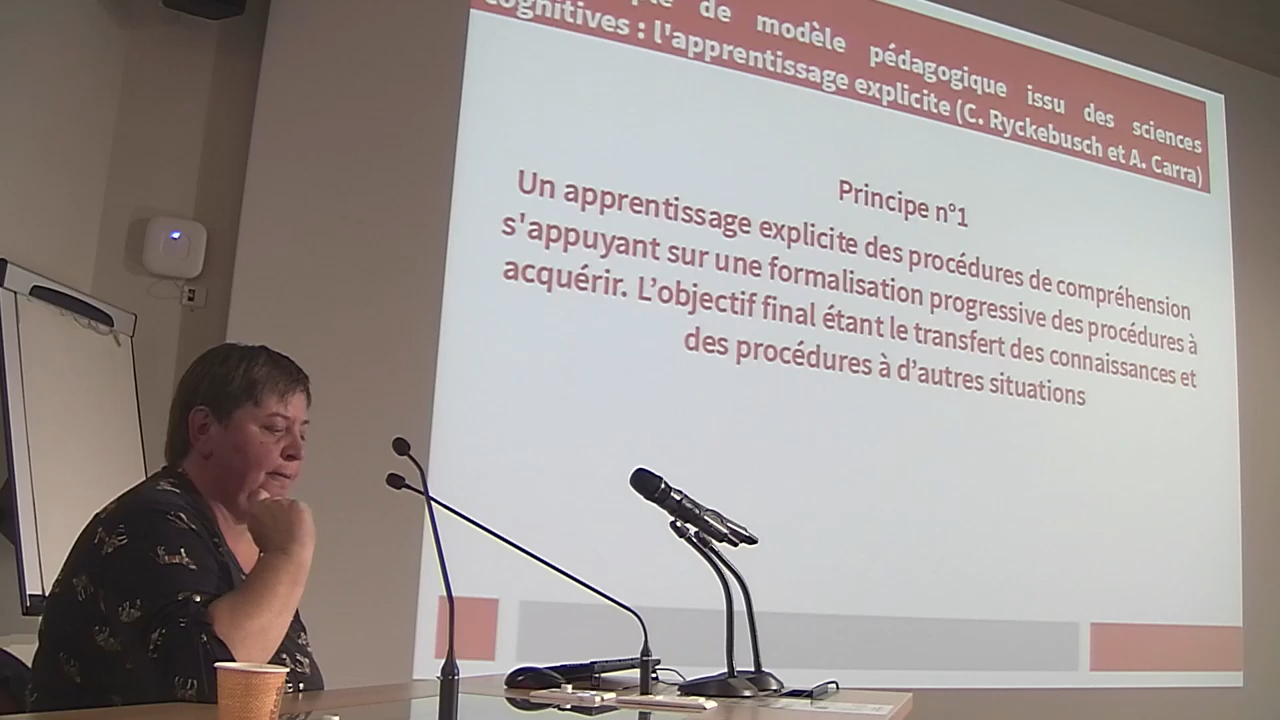 de modèle pédagogique issu des sciences
cognitives : l'apprentissage explicite (C. Ryckebusch et A. Carra)
Principe n°1
Un apprentissage explicite des procédures de compréhension
s'appuyant sur une formalisation progressive des procédures à
acquérir. L’objectif final étant le transfert des connaissances et
des procédures à d’autres situations